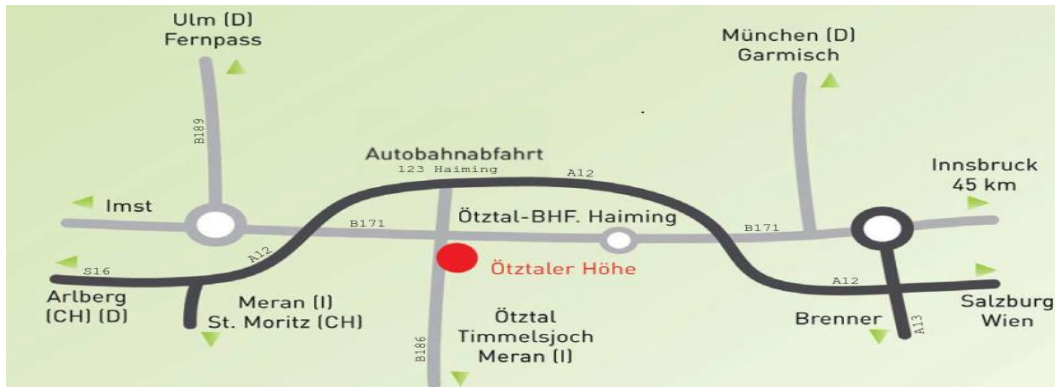 Ulm (D)
Fernpass
München (D)
Garmisch
B189
Autobahnabfahrt
123 Haiming
A12
Innsbruck
45 km
Imst
B171
Ötztal-BHF. Haiming
B171
A12
S16
Ötztaler Höhe
A12
Arlberg
(CH) (D)
Meran (I)
St. Moritz (CH)
Ötztal
Timmelsjoch
Meran (I)
B186
Brenner
A13
Salzburg
Wien